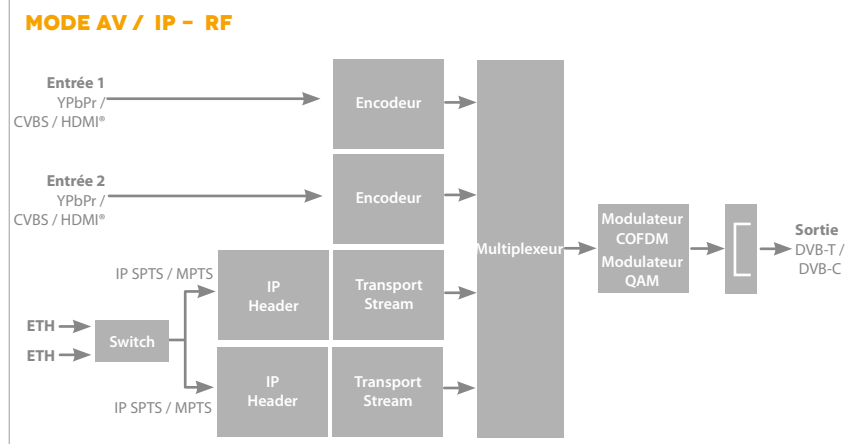 MODE AV / IP - RF
Entrée 1
YPbPr /
CVBS / HDMI®
Encodeur
Entrée 2
YPbPr /
CVBS / HDMI®
Encodeur
Multiplexeur
Modulateur
COFDM
Modulateur
QAM
Sortie
DVB-T /
DVB-C
IP SPTS / MPTS
IP
Header
Transport
Stream
ETH
ETH
Switch
IP SPTS / MPTS
IP
Header
Transport
Stream